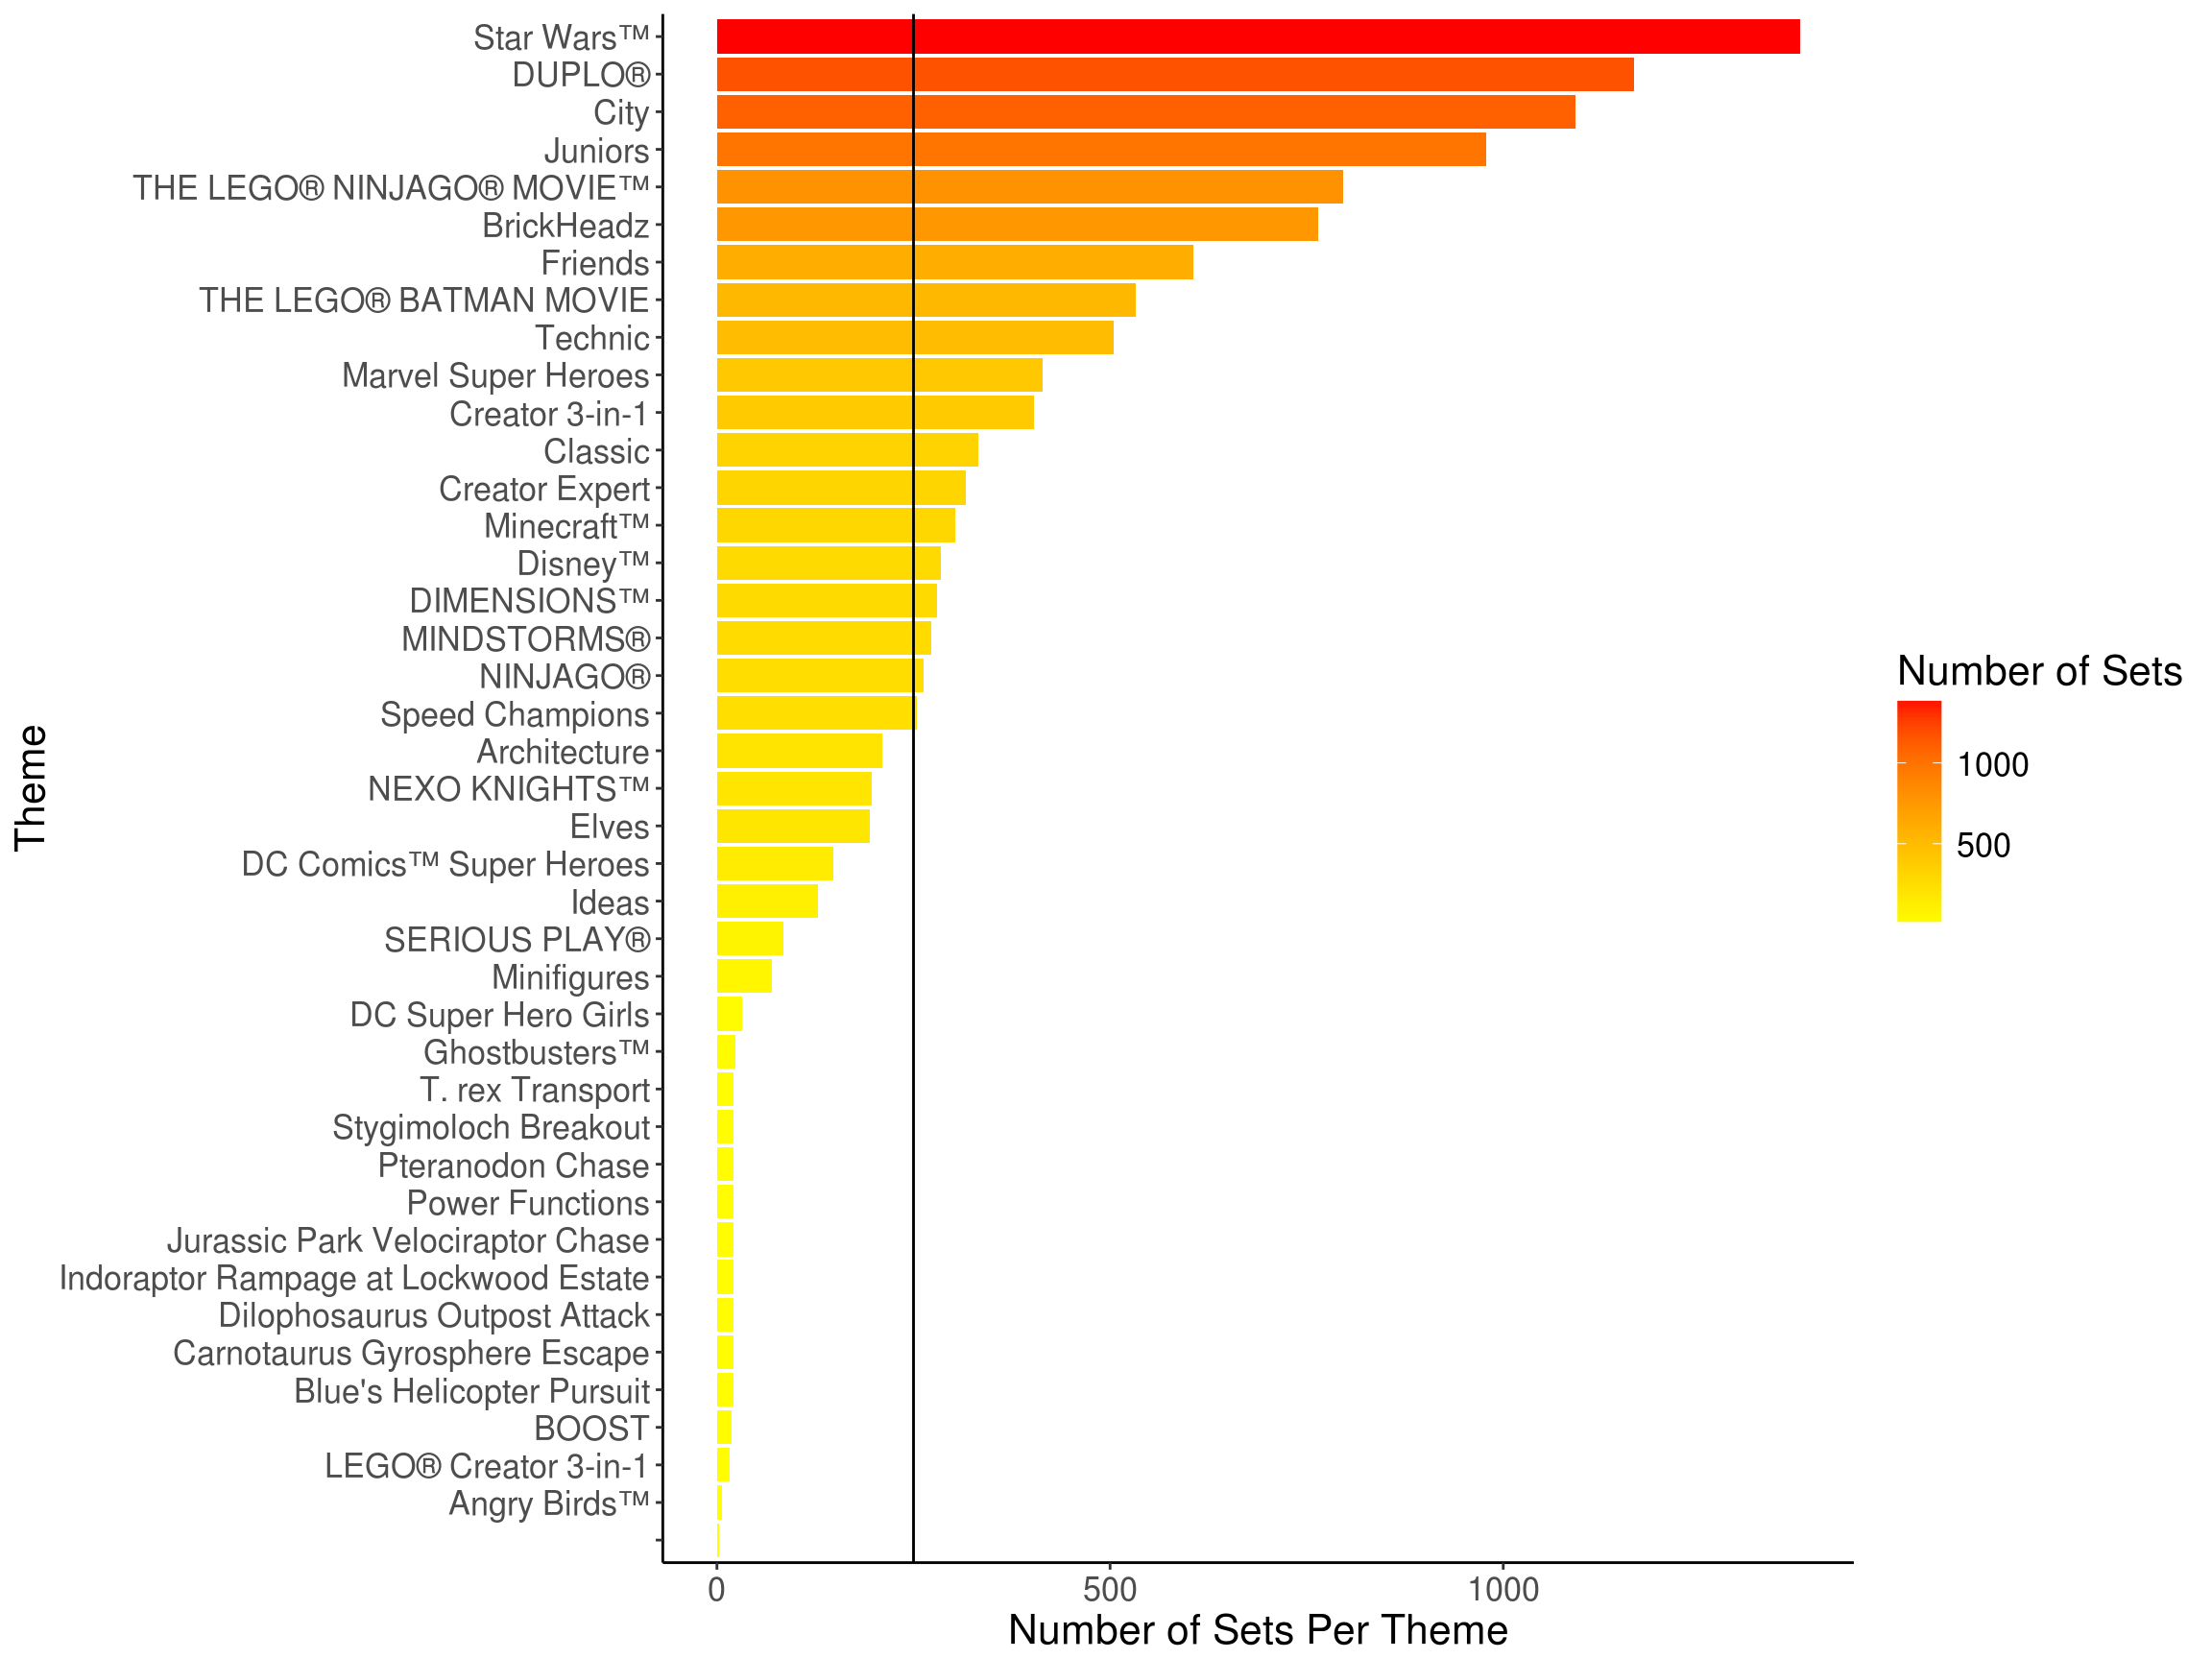 Star Wars™
DUPLO®
City
Juniors
THE LEGO® NINJAGO® MOVIE™
BrickHeadz
Friends
THE LEGO® BATMAN MOVIE
Technic
Marvel Super Heroes
Creator 3-in-1
Classic
Creator Expert
Minecraft™
Disney™
DIMENSIONS™
MINDSTORMS®
NINJAGO®
Speed Champions
Architecture
NEXO KNIGHTS™
Elves
DC Comics™ Super Heroes
Ideas
SERIOUS PLAY®
Minifigures
DC Super Hero Girls
Ghostbusters™
T. rex Transport
Stygimoloch Breakout
Pteranodon Chase
Power Functions
Jurassic Park Velociraptor Chase
Indoraptor Rampage at Lockwood Estate
Dilophosaurus Outpost Attack
Carnotaurus Gyrosphere Escape
Blue's Helicopter Pursuit
BOOST
LEGO® Creator 3-in-1
Angry Birds™
Theme
0 500 1000
Number of Sets Per Theme
Number of Sets
1000
500